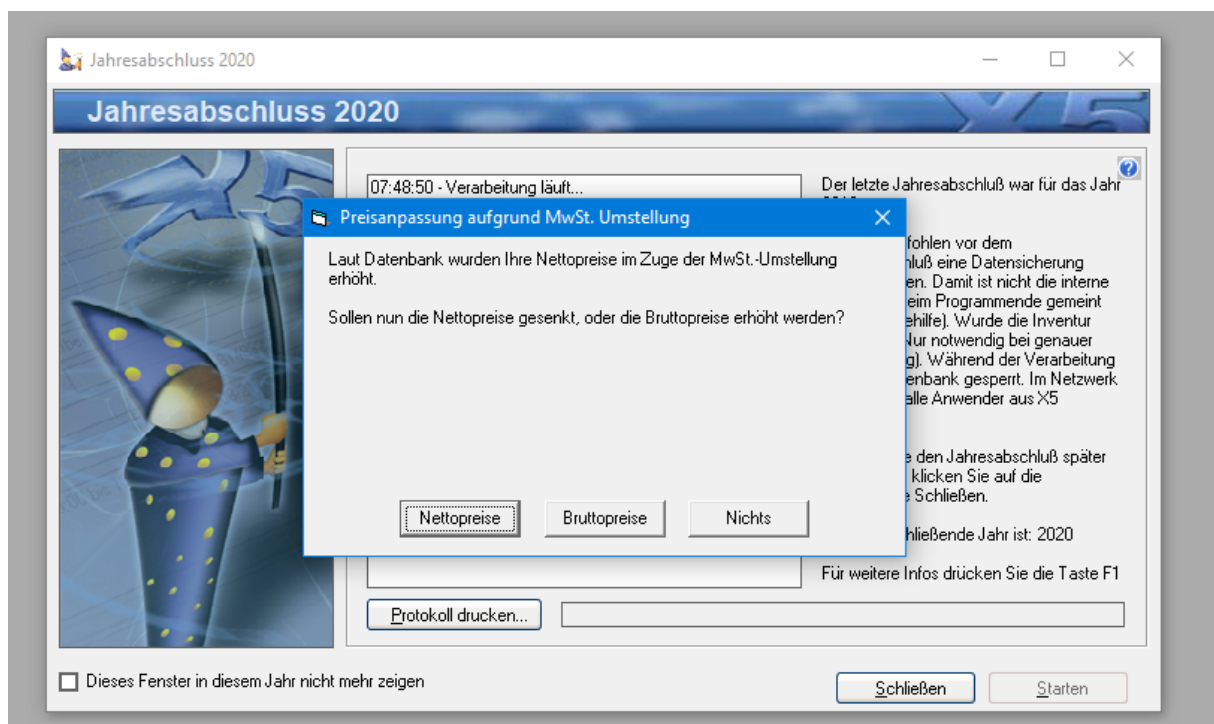 Jahresabschluss 2020
Jahresabschluss 2020
X5
07:48:50 - Verarbeitung läuft...
Der letzte Jahresabschluß war für das Jahr
Preisanpassung aufgrund MwSt. Umstellung
Laut Datenbank wurden Ihre Nettopreise im Zuge der MwSt.-Umstellung
erhöht.
Sollen nun die Nettopreise gesenkt, oder die Bruttopreise erhöht werden?
Nettopreise
Bruttopreise
Nichts
fohlen vor dem
hluß eine Datensicherung
en. Damit ist nicht die interne
eim Programmende gemeint
ehilfe). Wurde die Inventur
Nur notwendig bei genauer
g). Während der Verarbeitung
enbank gesperrt. Im Netzwerk
alle Anwender aus X5
e den Jahresabschluß später
klicken Sie auf die
e Schließen.
hließende Jahr ist: 2020
Für weitere Infos drücken Sie die Taste F1
Protokoll drucken...
Dieses Fenster in diesem Jahr nicht mehr zeigen
Schließen
Starten